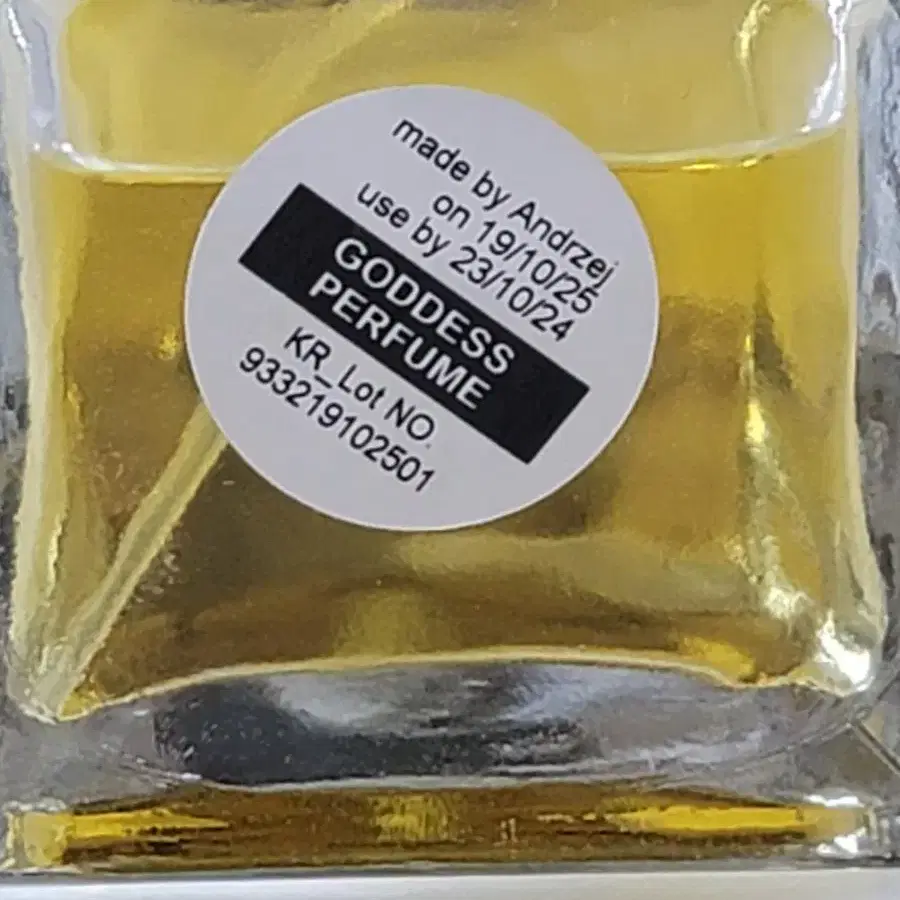 made by Andrzej
on 19/10/25
use by 23/10/24
GODDESS
PERFUME
KR_Lot NO.
933219102501